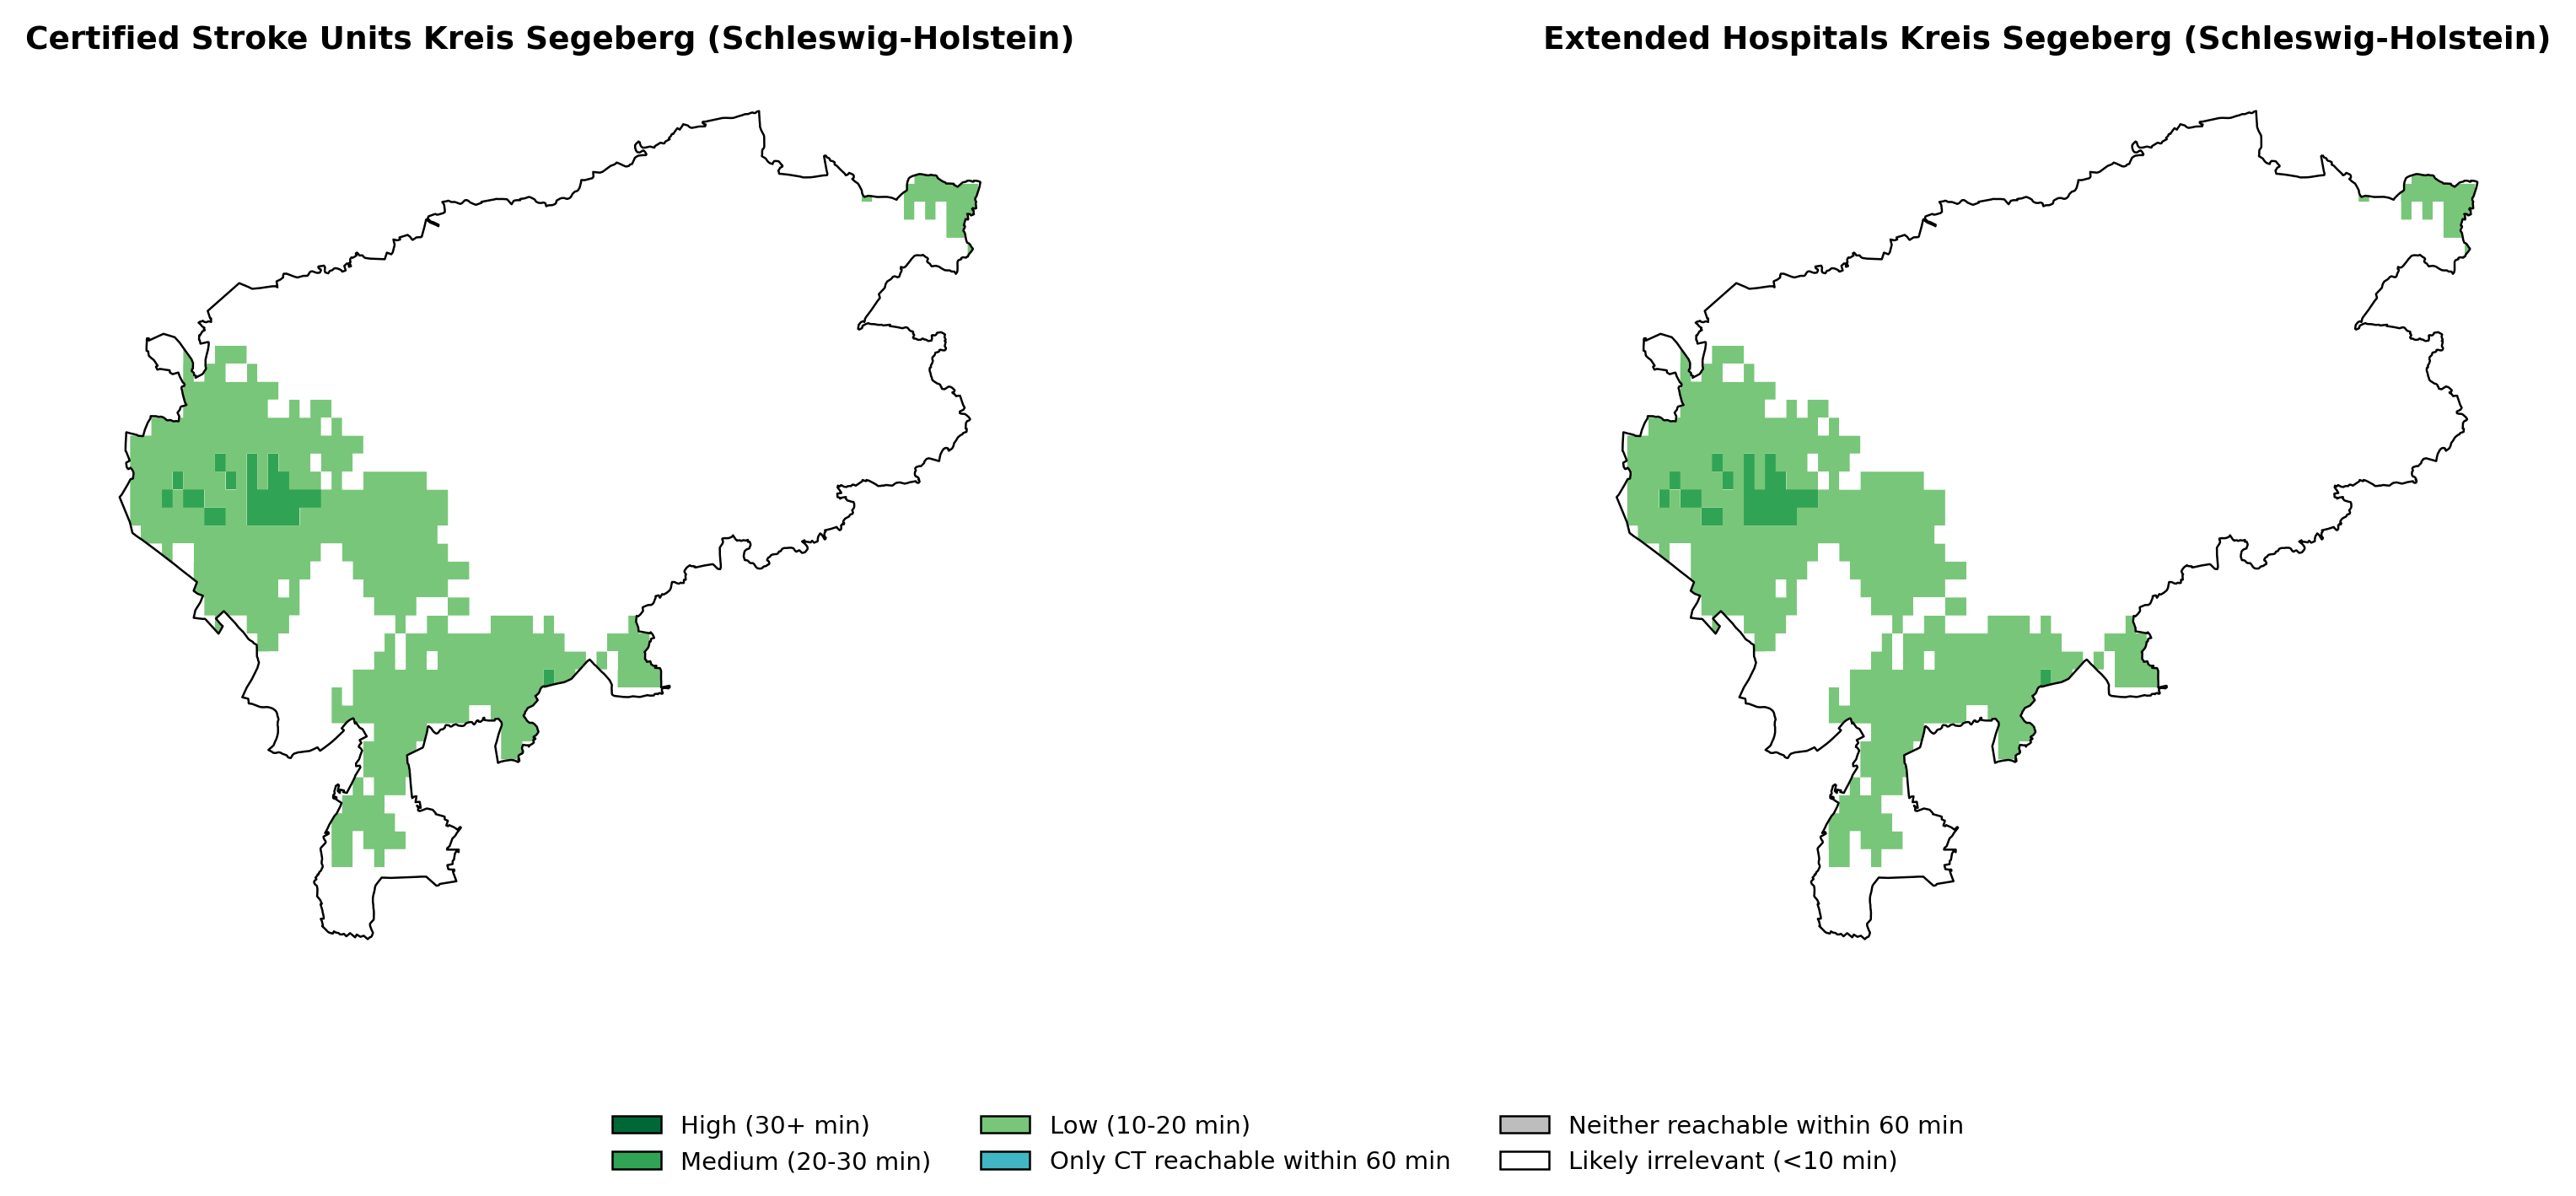 Certified Stroke Units Kreis Segeberg (Schleswig-Holstein)
Extended Hospitals Kreis Segeberg (Schleswig-Holstein)
High (30+ min)
Medium (20-30 min)
Low (10-20 min)
Only CT reachable within 60 min
Neither reachable within 60 min
Likely irrelevant (<10 min)